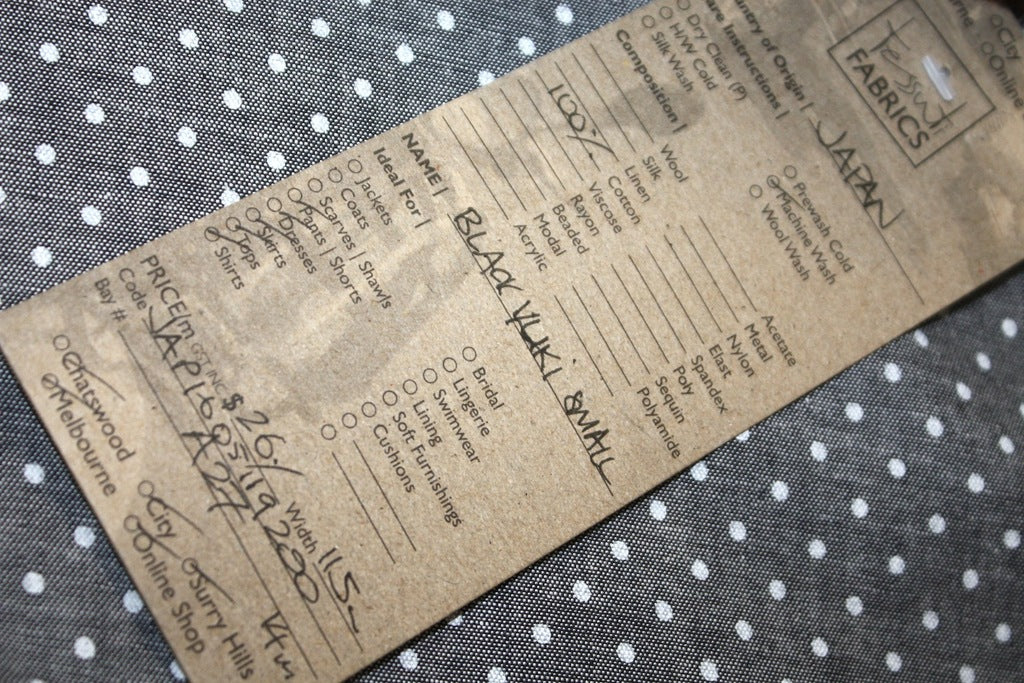 City
Online
tessuti
FABRICS
Country of Origin | JAPAN
Care Instructions |
Dry Clean (P)
H/W Cold
Silk Wash
Prewash Cold
Machine Wash
Wool Wash
Composition |
Wool
Silk
Linen
100% Cotton
Viscose
Rayon
Beaded
Modal
Acrylic
Acetate
Metal
Nylon
Elast
Spandex
Poly
Sequin
Polyamide
NAME | BLACK YUKI SMALL
Ideal For |
Jackets
Coats
Scarves | Shawls
Pants | Shorts
Dresses
Skirts
Tops
Shirts
Bridal
Lingerie
Swimwear
Lining
Soft Furnishings
Cushions
PRICE/m GST INC $ 26./ Width 115
Code
Bay # A27 14m
Chatswood
Melbourne
City
Surry Hills
Online Shop